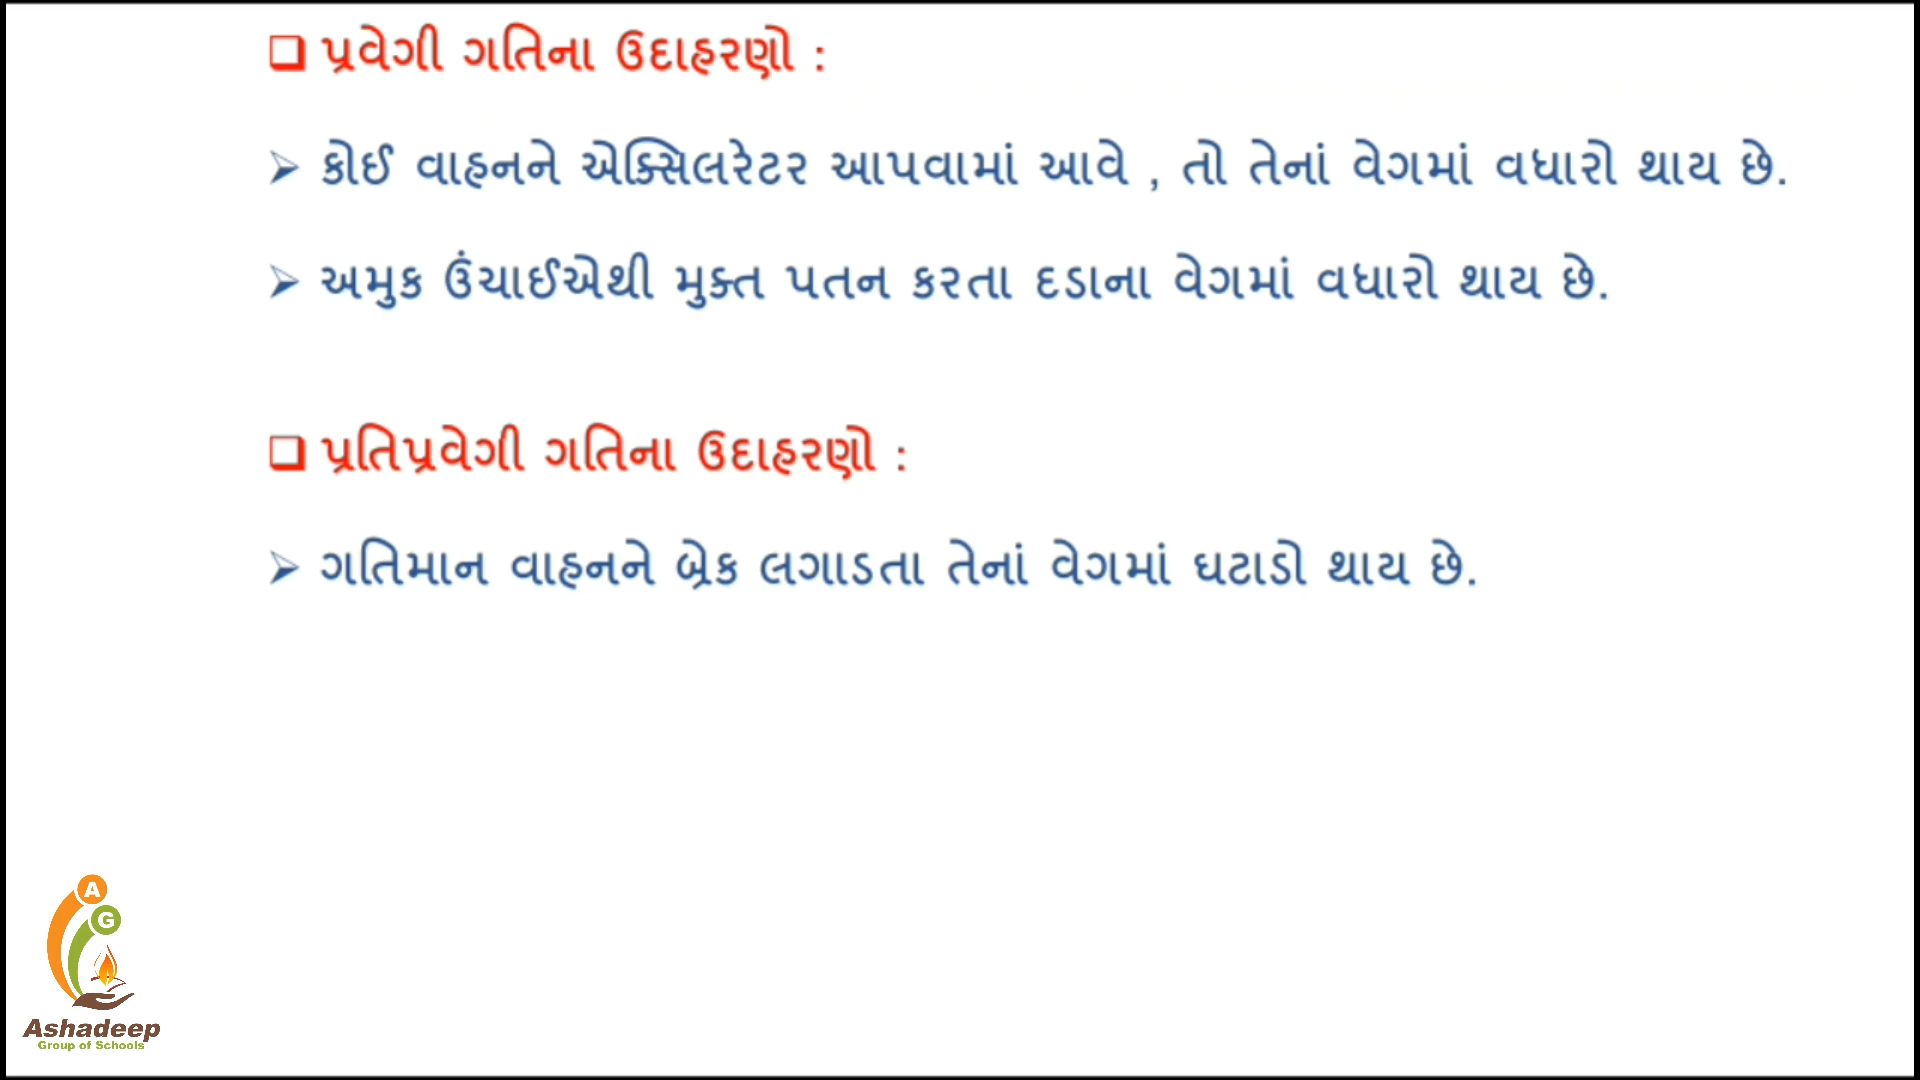 ❑ પ્રવેગી ગતિના ઉદાહરણો :
➢ કોઈ વાહનને એક્સિલરેટર આપવામાં આવે , તો તેનાં વેગમાં વધારો થાય છે.
➢ અમુક ઉંચાઈએથી મુક્ત પતન કરતા દડાના વેગમાં વધારો થાય છે.
❑ પ્રતિપ્રવેગી ગતિના ઉદાહરણો :
➢ ગતિમાન વાહનને બ્રેક લગાડતા તેનાં વેગમાં ઘટાડો થાય છે.
A
G
Ashadeep
Group of Schools